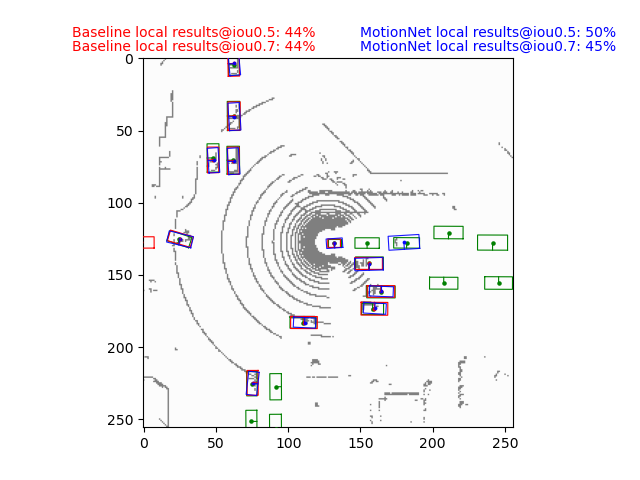 Baseline local results@iou0.5: 44%
Baseline local results@iou0.7: 44%
MotionNet local results@iou0.5: 50%
MotionNet local results@iou0.7: 45%
0
50
100
150
200
250
0 50 100 150 200 250